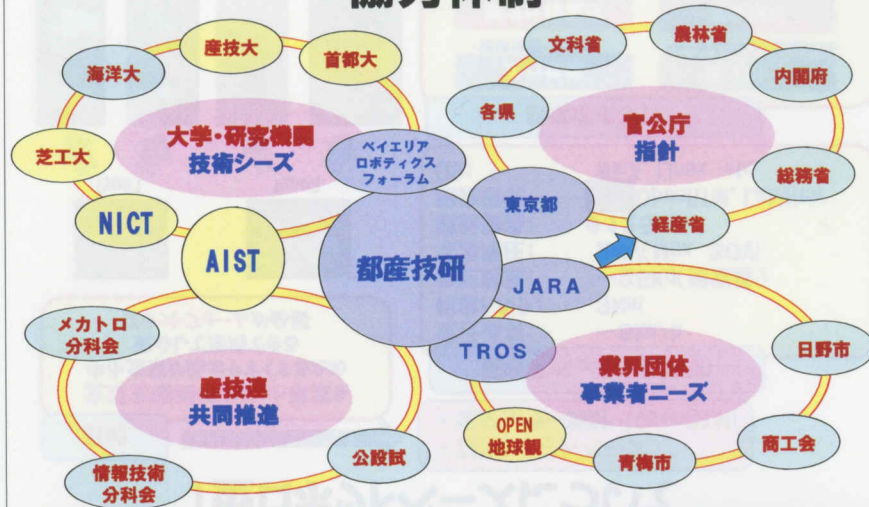 協力体制
産技大
首都大
海洋大
芝工大
NICT
AIST
大学・研究機関
技術シーズ
ベイエリア
ロボティクス
フォーラム
文科省
農林省
内閣府
各県
官公庁
指針
総務省
東京都
経産省
都産技研
JARA
TROS
メカトロ
分科会
産技連
共同推進
情報技術
分科会
公設試
業界団体
事業者ニーズ
日野市
OPEN
地球観
青梅市
商工会